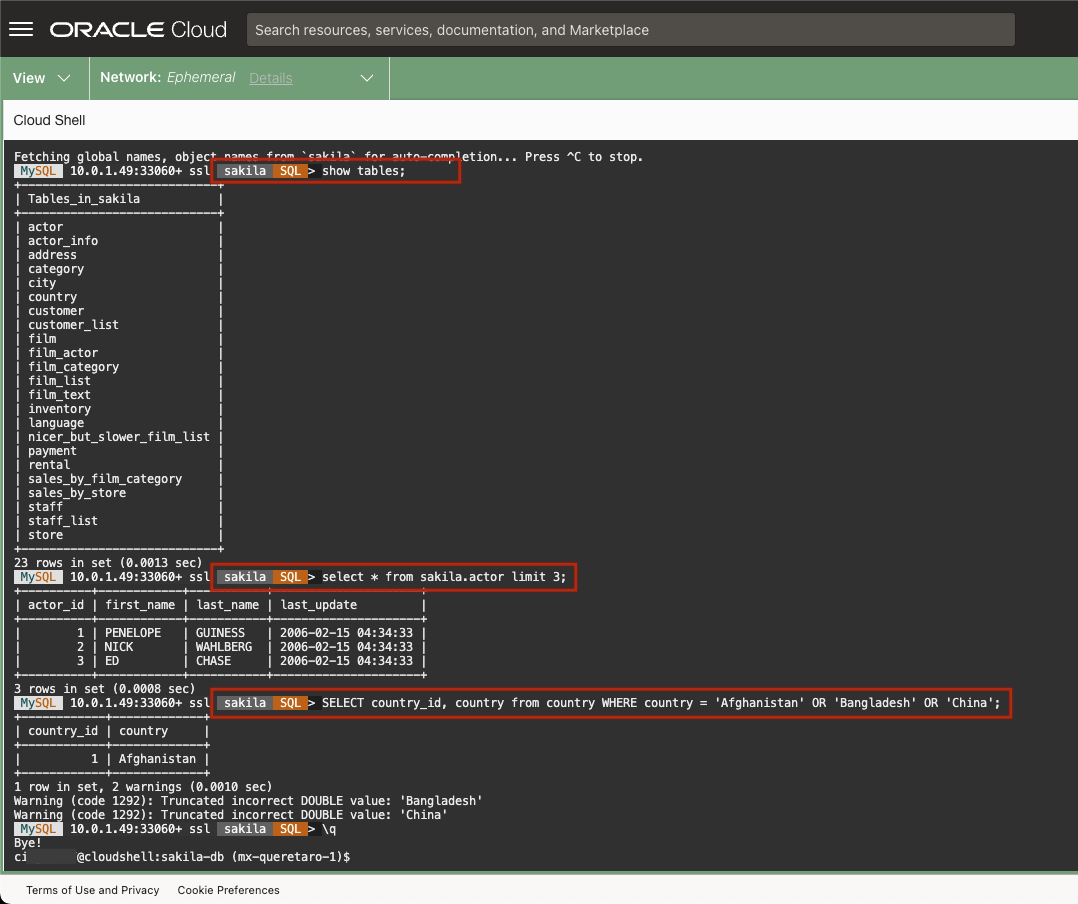 ORACLE Cloud
Search resources, services, documentation, and Marketplace
View
Network: Ephemeral Details
Cloud Shell
Fetching global names, object names from `sakila` for auto-completion... Press ^C to stop.
MySQL 10.0.1.49:33060+ ssl sakila SQL > show tables;
+-----------------------------+
| Tables_in_sakila            |
+-----------------------------+
| actor                       |
| actor_info                  |
| address                     |
| category                    |
| city                        |
| country                     |
| customer                    |
| customer_list               |
| film                        |
| film_actor                  |
| film_category               |
| film_list                   |
| film_text                   |
| inventory                   |
| language                    |
| nicer_but_slower_film_list  |
| payment                     |
| rental                      |
| sales_by_film_category      |
| sales_by_store              |
| staff                       |
| staff_list                  |
| store                       |
+-----------------------------+
23 rows in set (0.0013 sec)
MySQL 10.0.1.49:33060+ ssl sakila SQL > select * from sakila.actor limit 3;
+----------+------------+-----------+---------------------+
| actor_id | first_name | last_name | last_update         |
+----------+------------+-----------+---------------------+
|        1 | PENELOPE   | GUINESS   | 2006-02-15 04:34:33 |
|        2 | NICK       | WAHLBERG  | 2006-02-15 04:34:33 |
|        3 | ED         | CHASE     | 2006-02-15 04:34:33 |
+----------+------------+-----------+---------------------+
3 rows in set (0.0008 sec)
MySQL 10.0.1.49:33060+ ssl sakila SQL > SELECT country_id, country from country WHERE country = 'Afghanistan' OR 'Bangladesh' OR 'China';
+------------+-------------+
| country_id | country     |
+------------+-------------+
|          1 | Afghanistan |
+------------+-------------+
1 row in set, 2 warnings (0.0010 sec)
Warning (code 1292): Truncated incorrect DOUBLE value: 'Bangladesh'
Warning (code 1292): Truncated incorrect DOUBLE value: 'China'
MySQL 10.0.1.49:33060+ ssl sakila SQL > \q
Bye!
ci @cloudshell:sakila-db (mx-queretaro-1)$
Terms of Use and Privacy Cookie Preferences